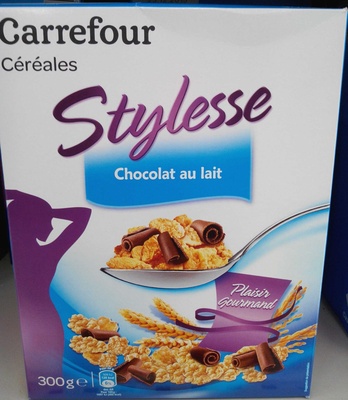 Carrefour
Céréales
Stylesse
Chocolat au lait
Plaisir
Gourmand
300g e